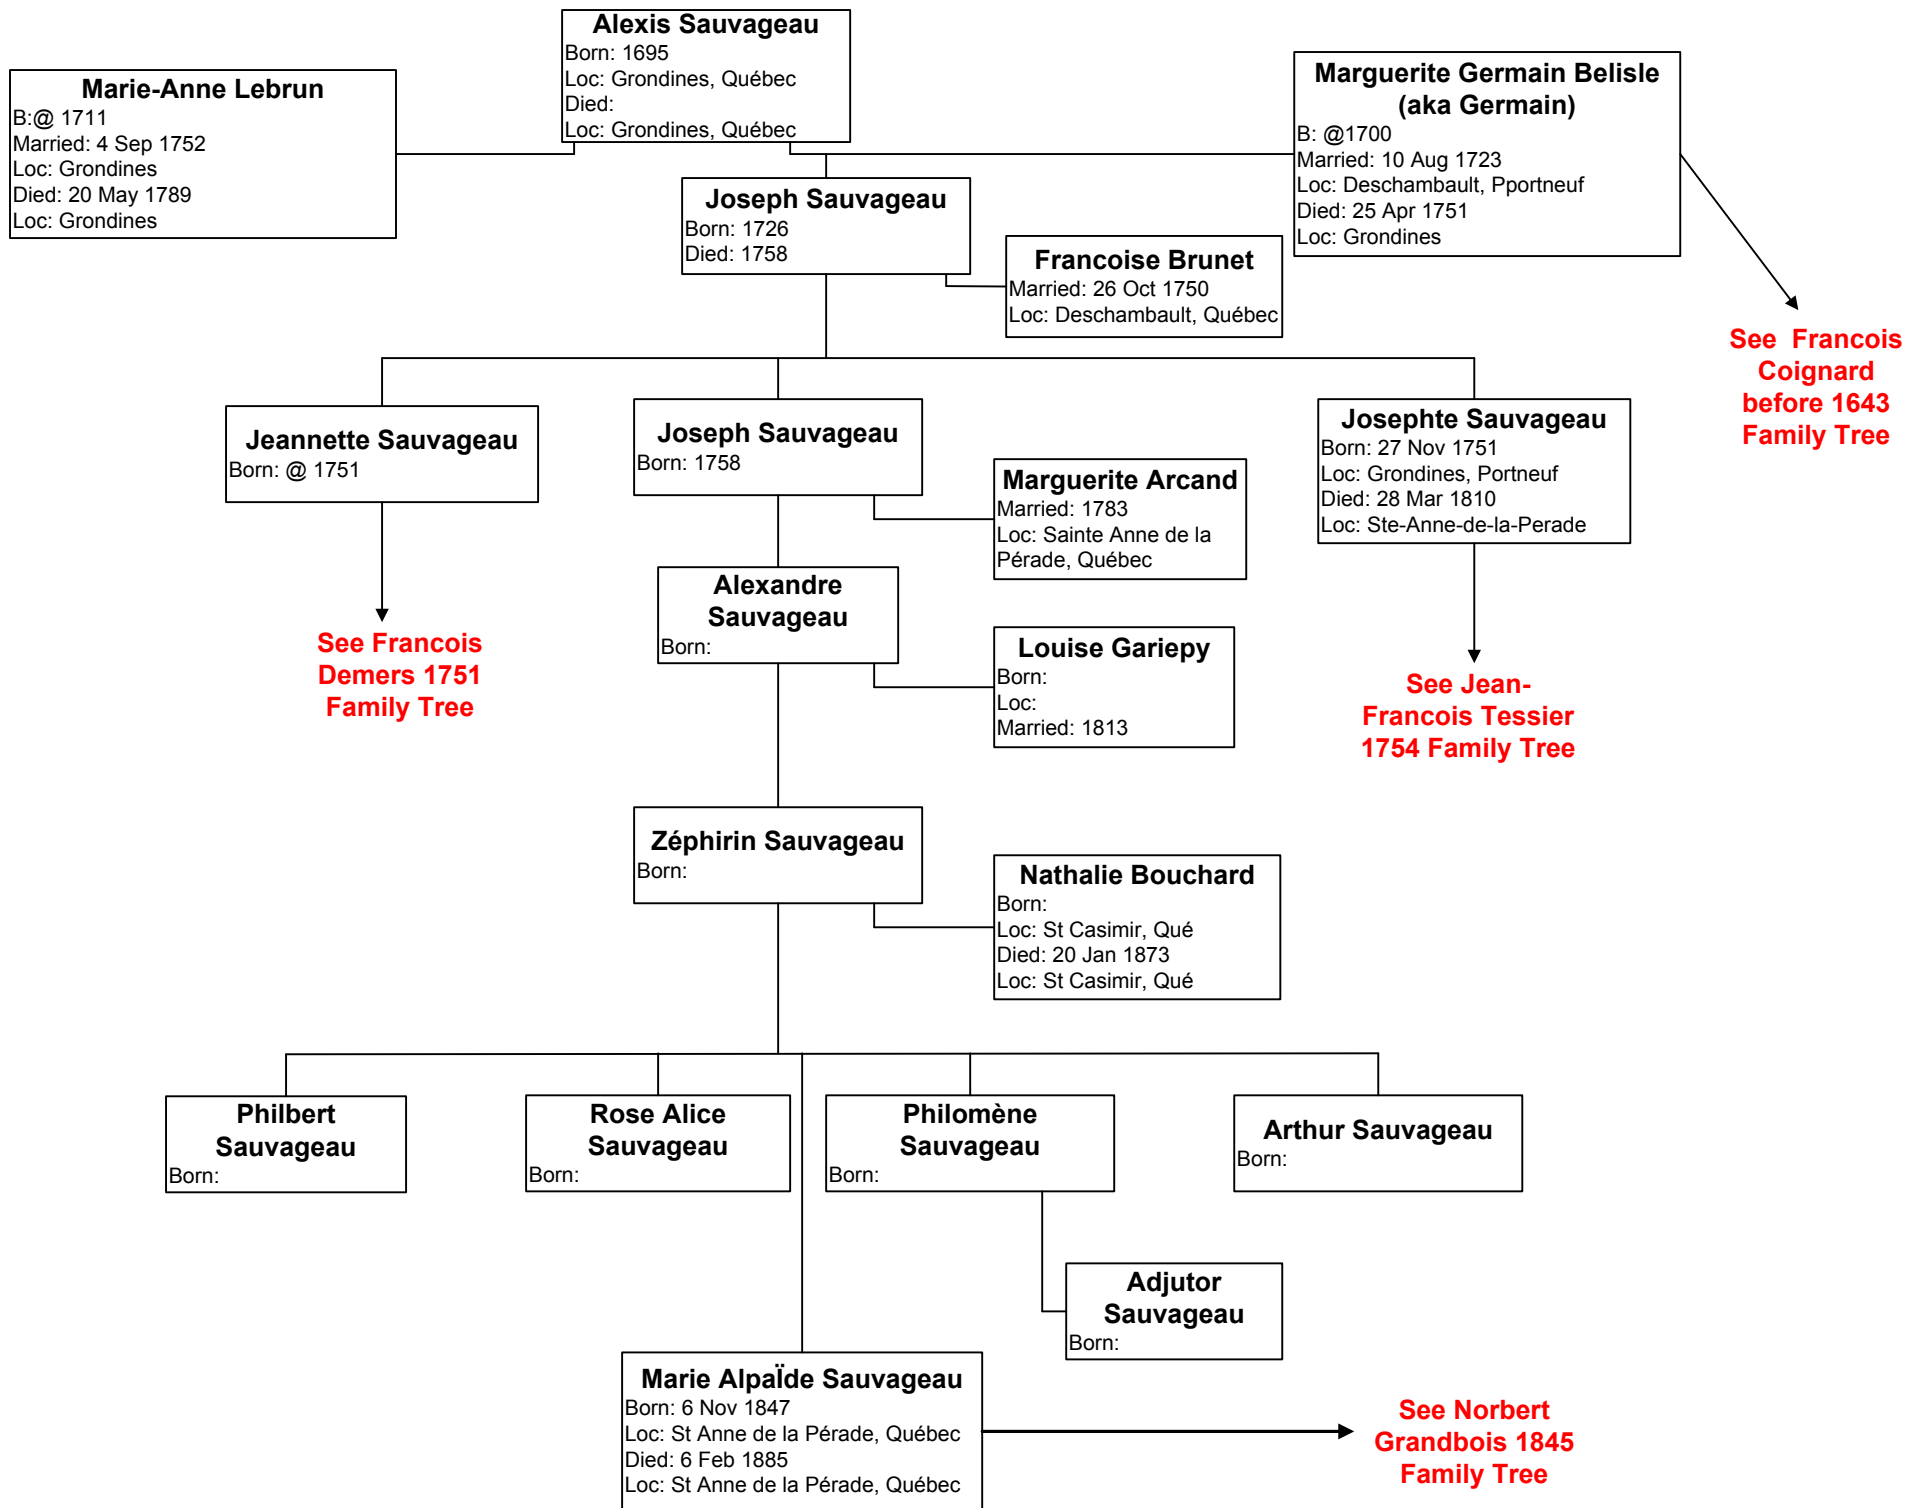 Alexis Sauvageau
Born: 1695
Loc: Grondines, Québec
Died:
Loc: Grondines, Québec
Marie-Anne Lebrun
B:@ 1711
Married: 4 Sep 1752
Loc: Grondines
Died: 20 May 1789
Loc: Grondines
Marguerite Germain Belisle
(aka Germain)
B: @1700
Married: 10 Aug 1723
Loc: Deschambault, Pportneuf
Died: 25 Apr 1751
Loc: Grondines
Joseph Sauvageau
Born: 1726
Died: 1758
Francoise Brunet
Married: 26 Oct 1750
Loc: Deschambault, Québec
See Francois
Coignard
before 1643
Family Tree
Jeannette Sauvageau
Born: @ 1751
Joseph Sauvageau
Born: 1758
Josephte Sauvageau
Born: 27 Nov 1751
Loc: Grondines, Portneuf
Died: 28 Mar 1810
Loc: Ste-Anne-de-la-Perade
Marguerite Arcand
Married: 1783
Loc: Sainte Anne de la
Pérade, Québec
Alexandre
Sauvageau
Born:
See Francois
Demers 1751
Family Tree
Louise Gariepy
Born:
Loc:
Married: 1813
See Jean-
Francois Tessier
1754 Family Tree
Zéphirin Sauvageau
Born:
Nathalie Bouchard
Born:
Loc: St Casimir, Qué
Died: 20 Jan 1873
Loc: St Casimir, Qué
Philbert
Sauvageau
Born:
Rose Alice
Sauvageau
Born:
Philomène
Sauvageau
Born:
Arthur Sauvageau
Born:
Adjutor
Sauvageau
Born:
Marie AlpaÏde Sauvageau
Born: 6 Nov 1847
Loc: St Anne de la Pérade, Québec
Died: 6 Feb 1885
Loc: St Anne de la Pérade, Québec
See Norbert
Grandbois 1845
Family Tree